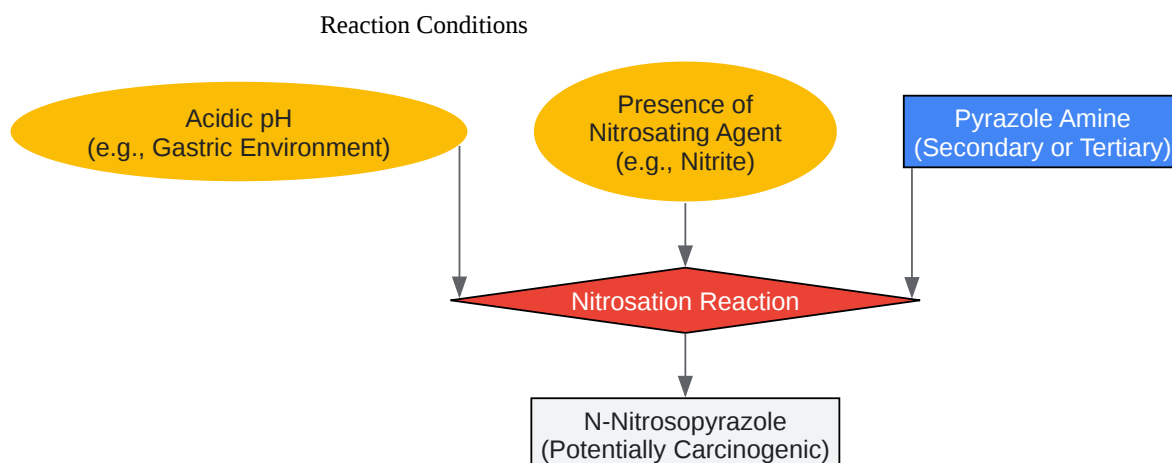 Reaction Conditions
Acidic pH
(e.g., Gastric Environment)
Presence of
Nitrosating Agent
(e.g., Nitrite)
Pyrazole Amine
(Secondary or Tertiary)
Nitrosation Reaction
N-Nitrosopyrazole
(Potentially Carcinogenic)